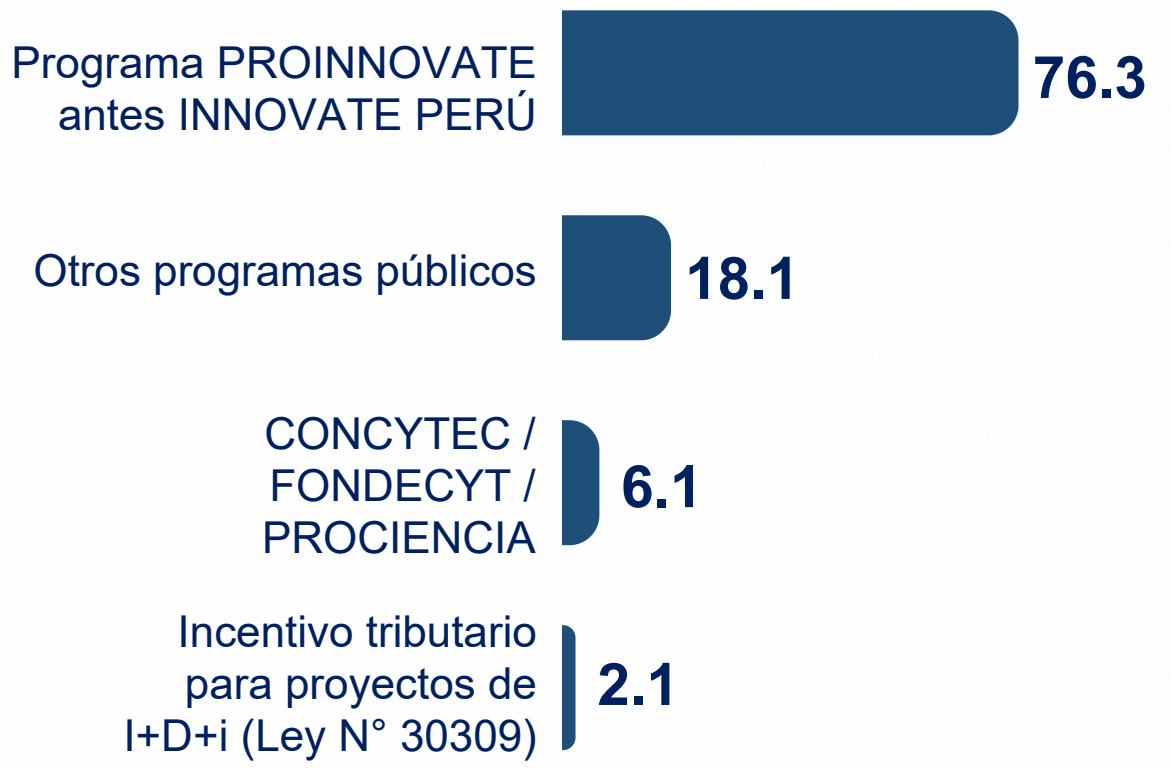 Programa PROINNOVATE
antes INNOVATE PERÚ
76.3
Otros programas públicos
18.1
CONCYTEC /
FONDECYT /
PROCIENCIA
6.1
Incentivo tributario
para proyectos de
I+D+i (Ley N° 30309)
2.1